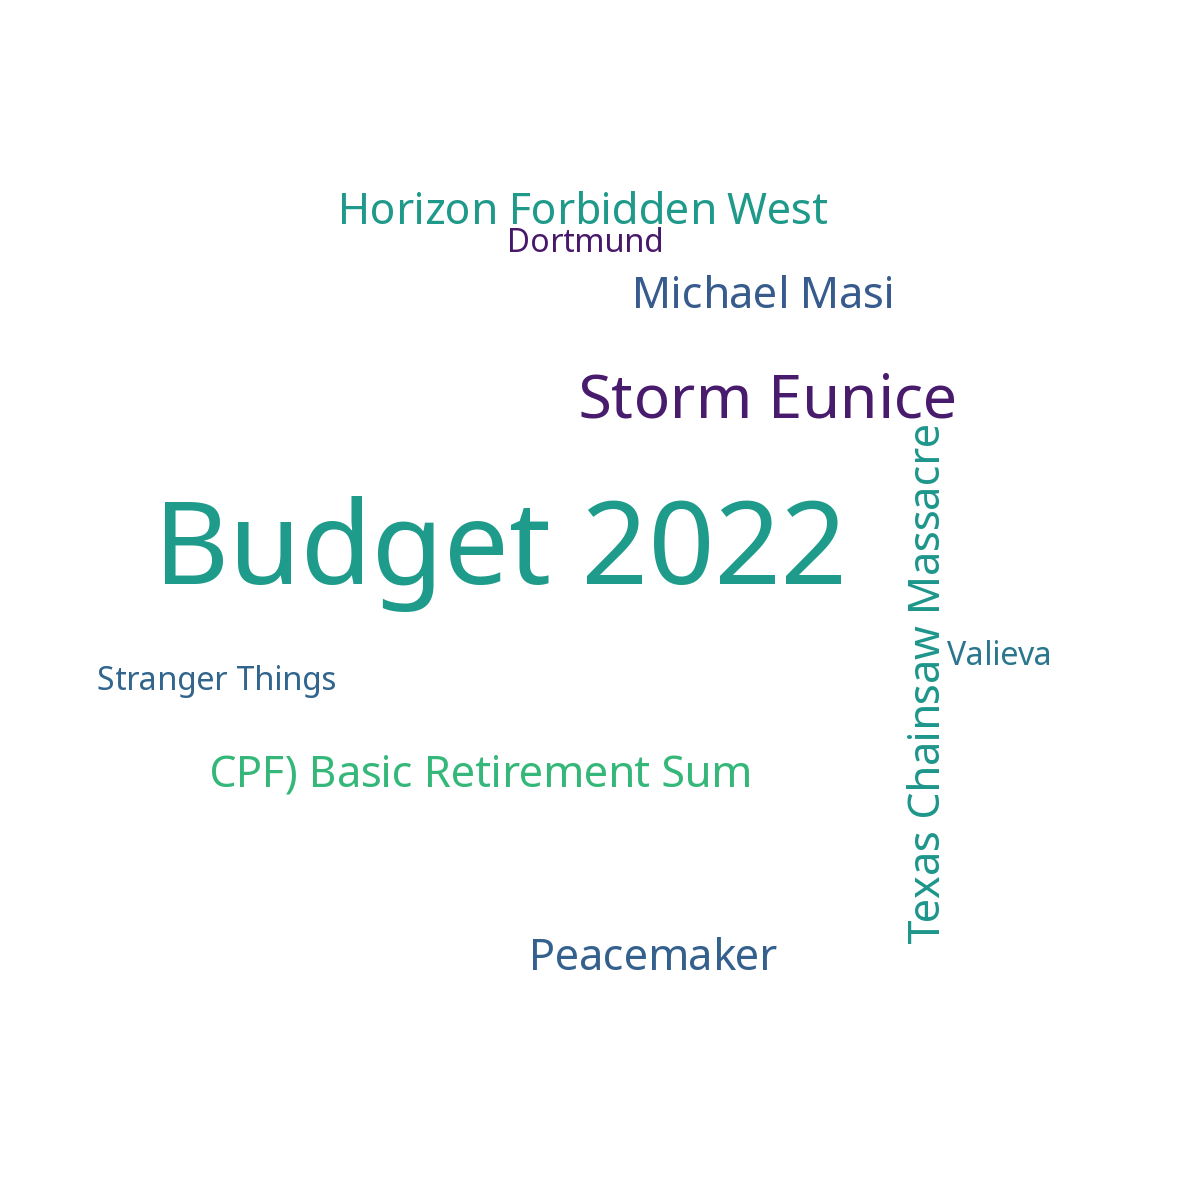 Horizon Forbidden West
Dortmund
Michael Masi
Storm Eunice
Texas Chainsaw Massacre
Budget 2022
Valieva
Stranger Things
CPF) Basic Retirement Sum
Peacemaker